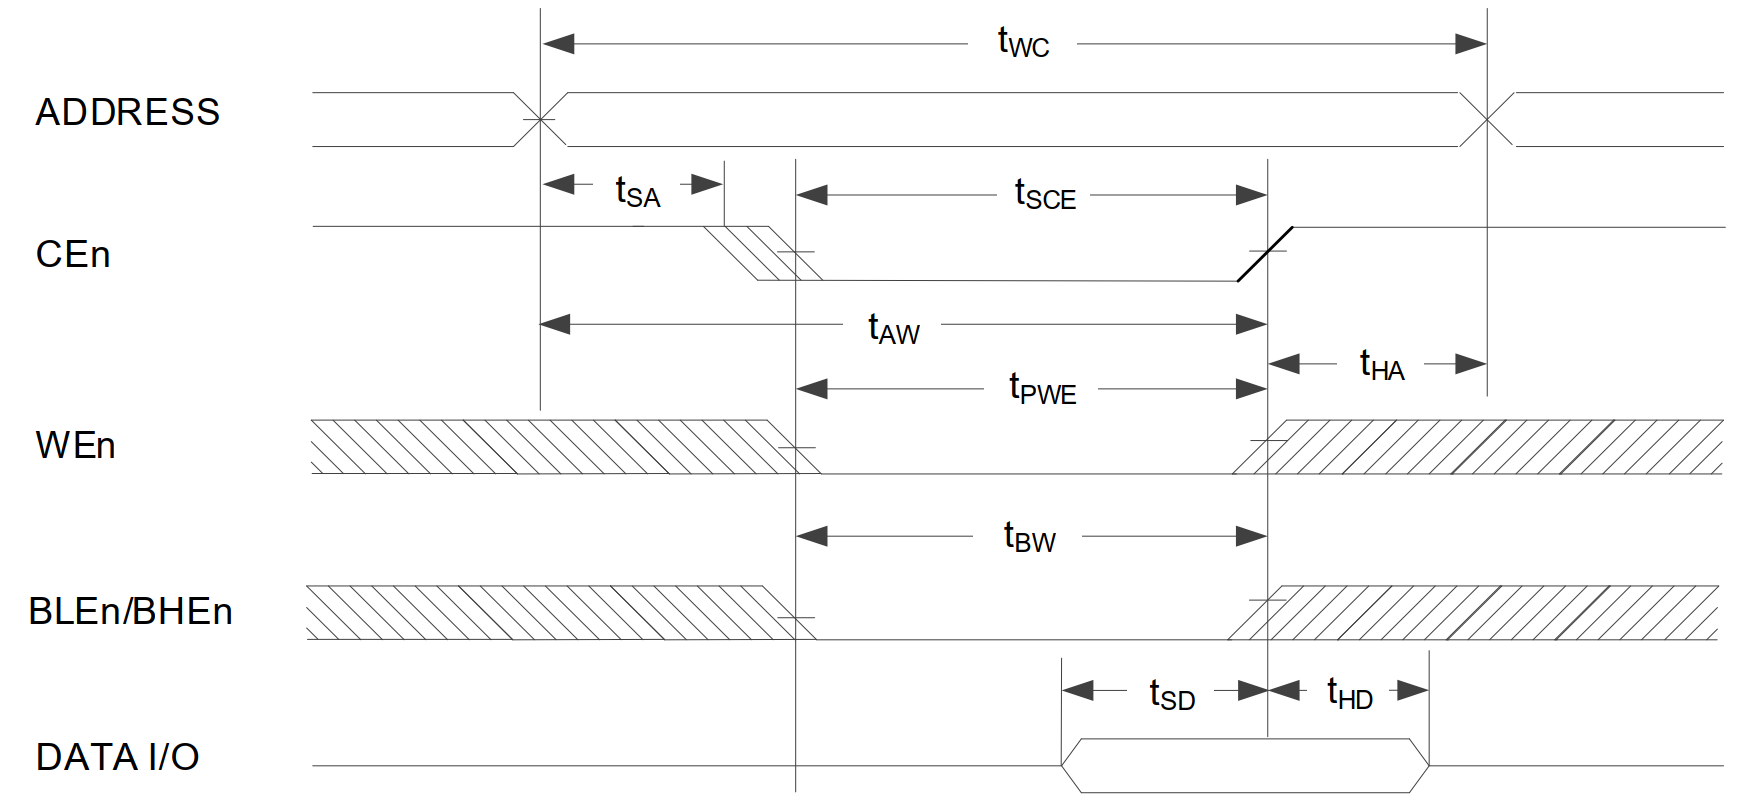 tWC
ADDRESS
tSA
tSCE
CEn
tAW
tHA
tPWE
WEn
tBW
BLEn/BHEn
tSD
tHD
DATA I/O